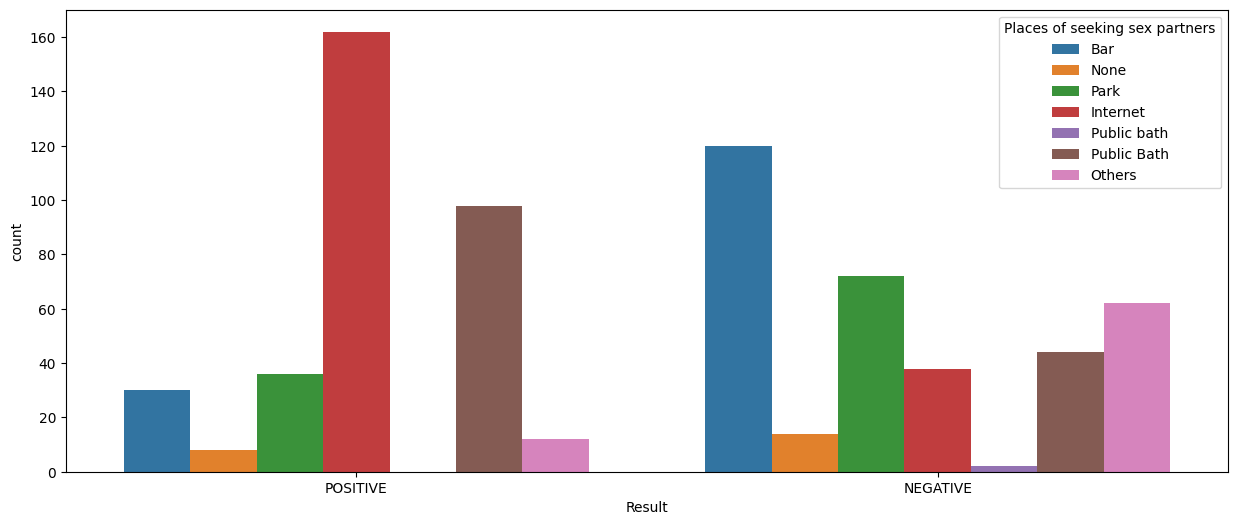 Places of seeking sex partners
Bar
None
Park
Internet
Public bath
Public Bath
Others
160
140
120
100
80
60
40
20
0
count
POSITIVE
NEGATIVE
Result